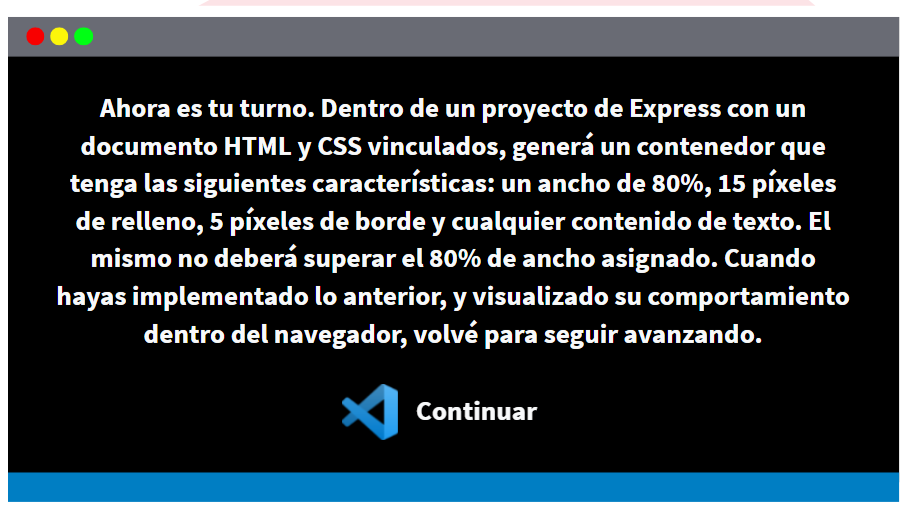 Ahora es tu turno. Dentro de un proyecto de Express con un
documento HTML y CSS vinculados, generá un contenedor que
tenga las siguientes características: un ancho de 80%, 15 píxeles
de relleno, 5 píxeles de borde y cualquier contenido de texto. El
mismo no deberá superar el 80% de ancho asignado. Cuando
hayas implementado lo anterior, y visualizado su comportamiento
dentro del navegador, volvé para seguir avanzando.
Continuar